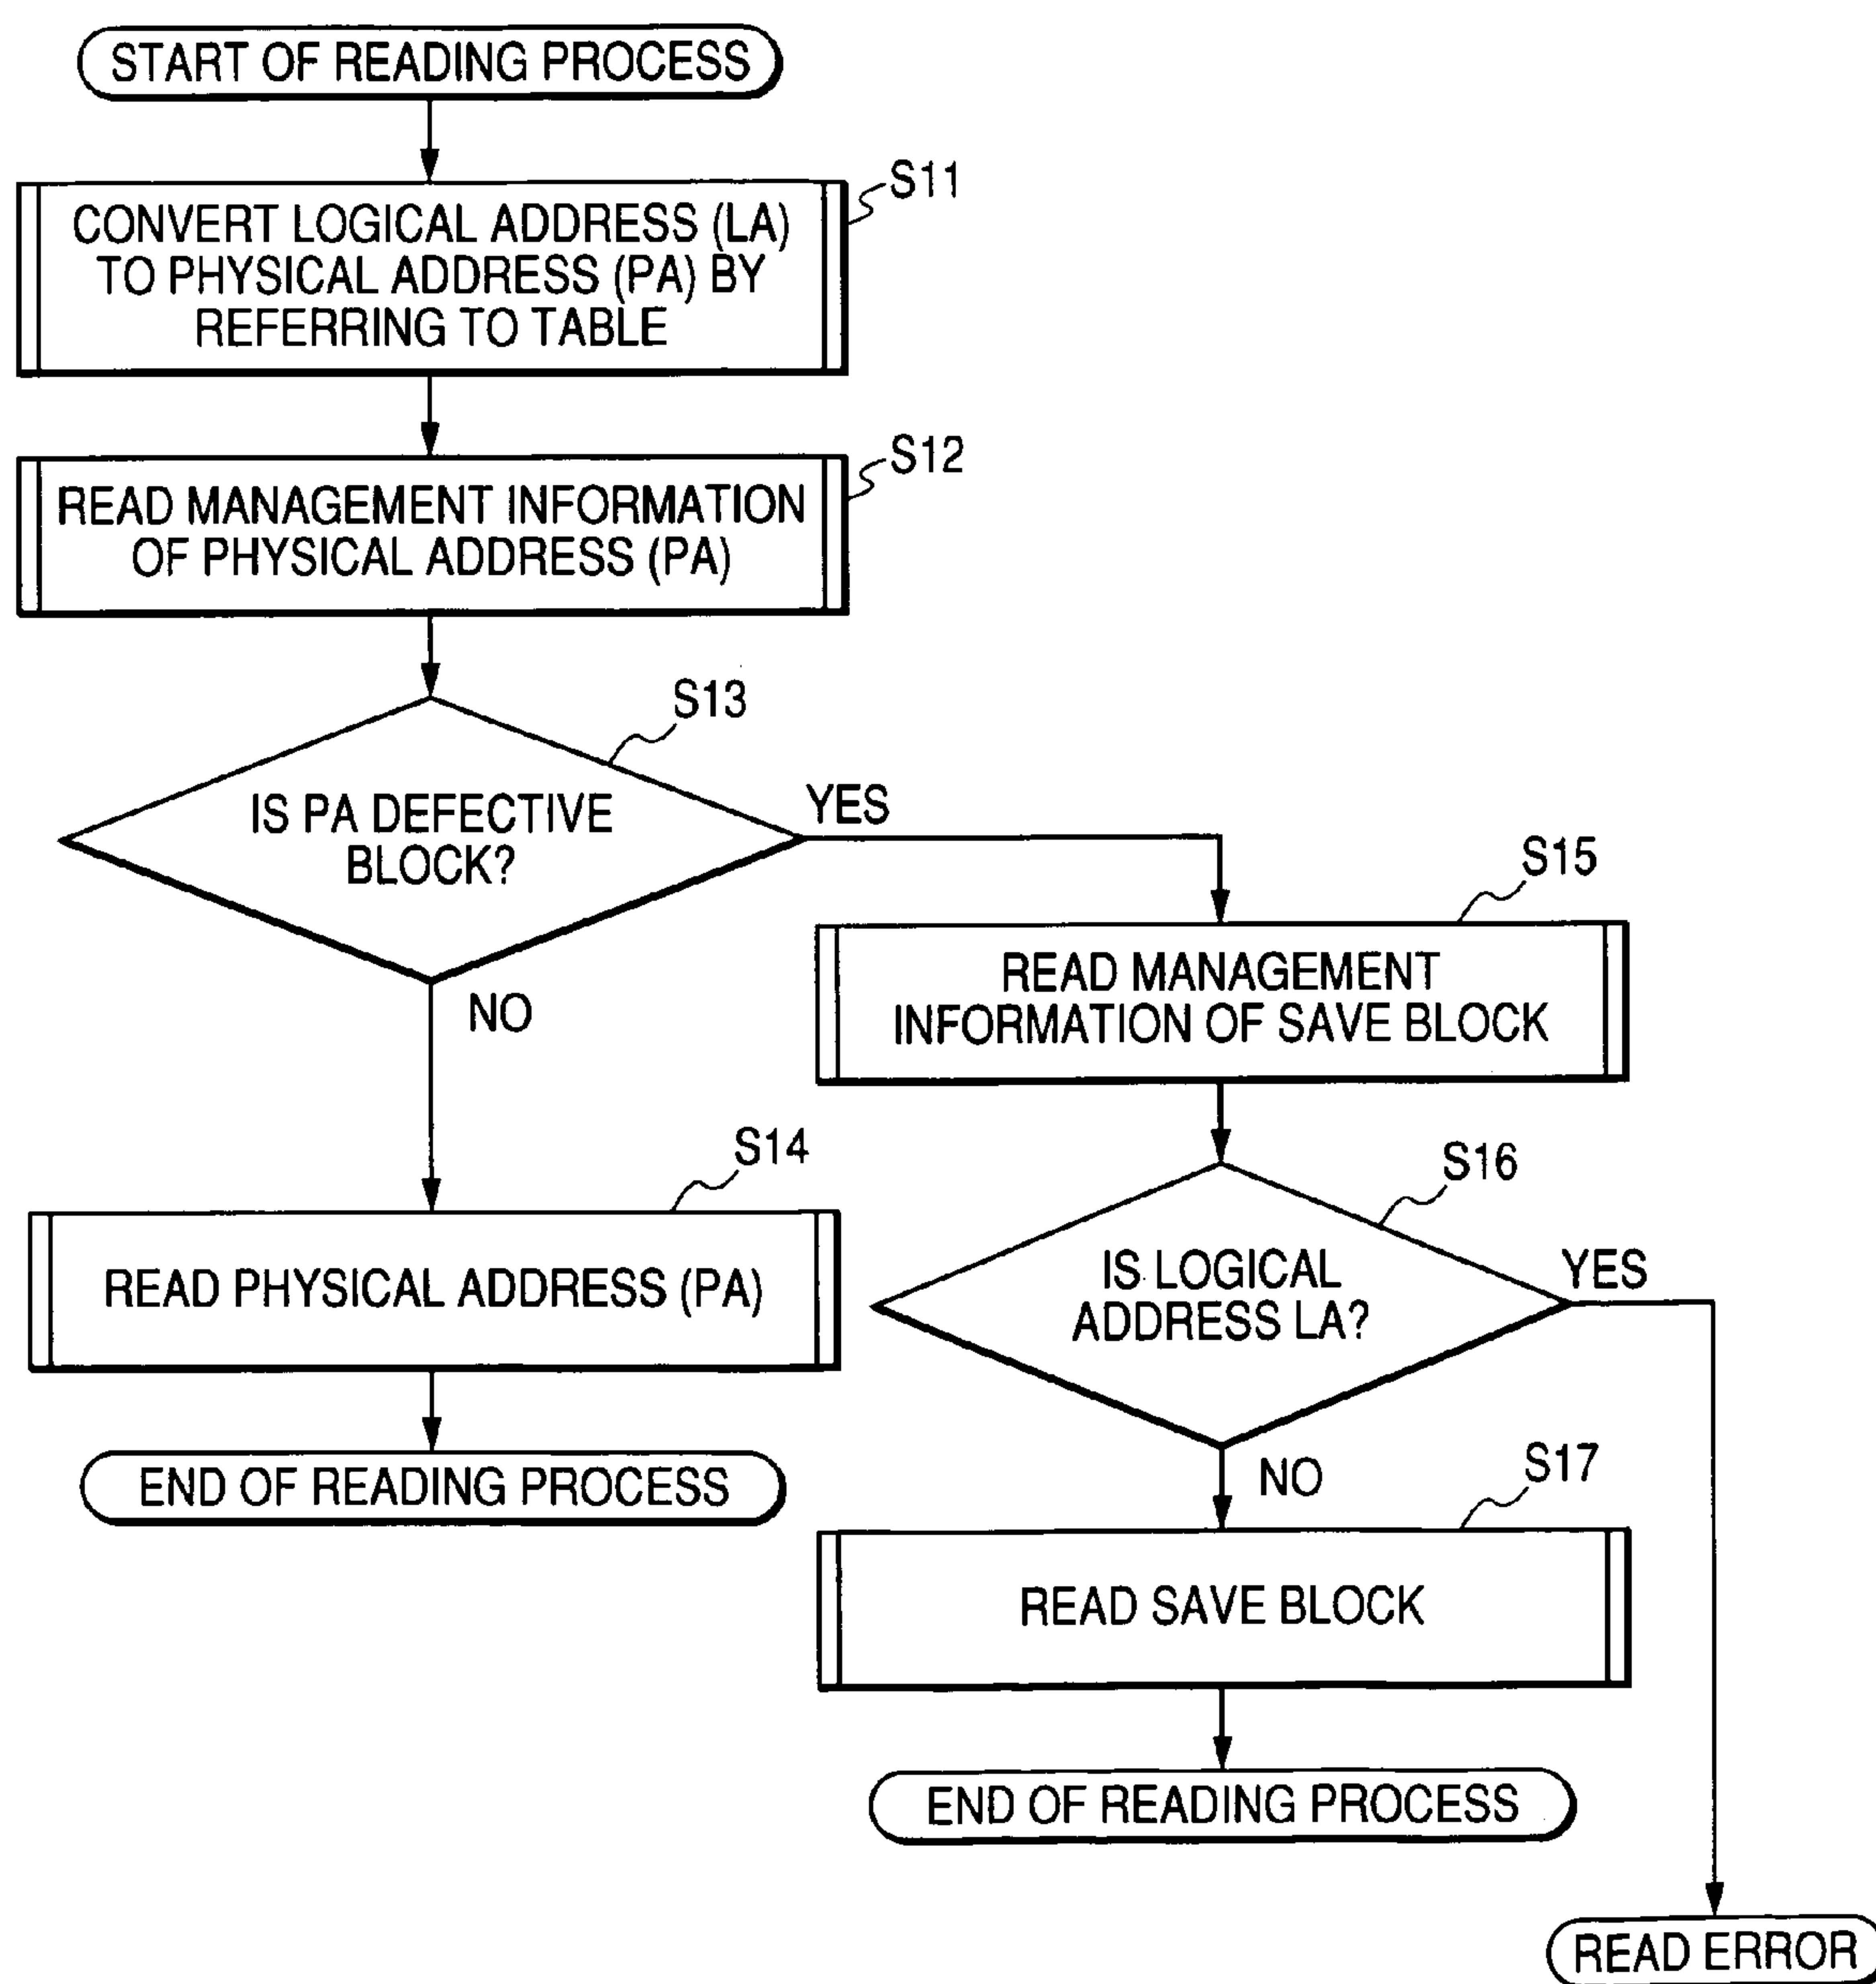 START OF READING PROCESS
S11
CONVERT LOGICAL ADDRESS (LA)
TO PHYSICAL ADDRESS (PA) BY
REFERRING TO TABLE
S12
READ MANAGEMENT INFORMATION
OF PHYSICAL ADDRESS (PA)
S13
IS PA DEFECTIVE
BLOCK?
YES
NO
S14
READ PHYSICAL ADDRESS (PA)
END OF READING PROCESS
S15
READ MANAGEMENT
INFORMATION OF SAVE BLOCK
S16
IS LOGICAL
ADDRESS LA?
YES
NO
S17
READ SAVE BLOCK
END OF READING PROCESS
READ ERROR